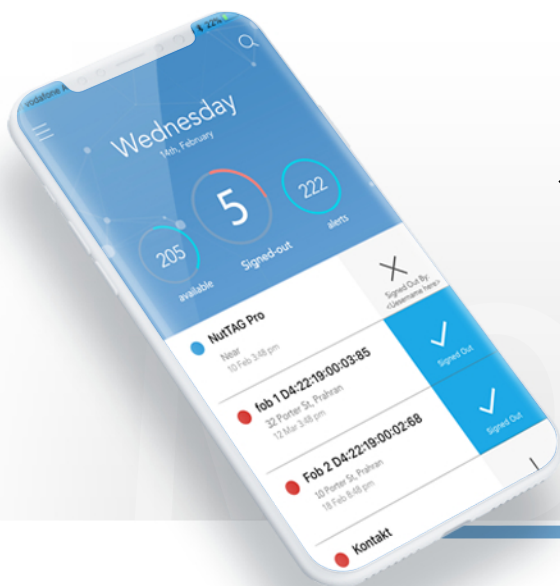 vodafone A
22%
Wednesday
14th, February
205
available
5
Signed-out
222
alerts
NutTAG Pro
Near
10 Feb 3:48 pm
Signed Out By:
<Username here>
fob 1 D4:22:19:00:03:85
32 Porter St, Prahran
12 Mar 3:48 pm
Signed Out
Fob 2 D4:22:19:00:02:68
10 Porter St, Prahran
18 Feb 8:48 pm
Signed Out
Kontakt